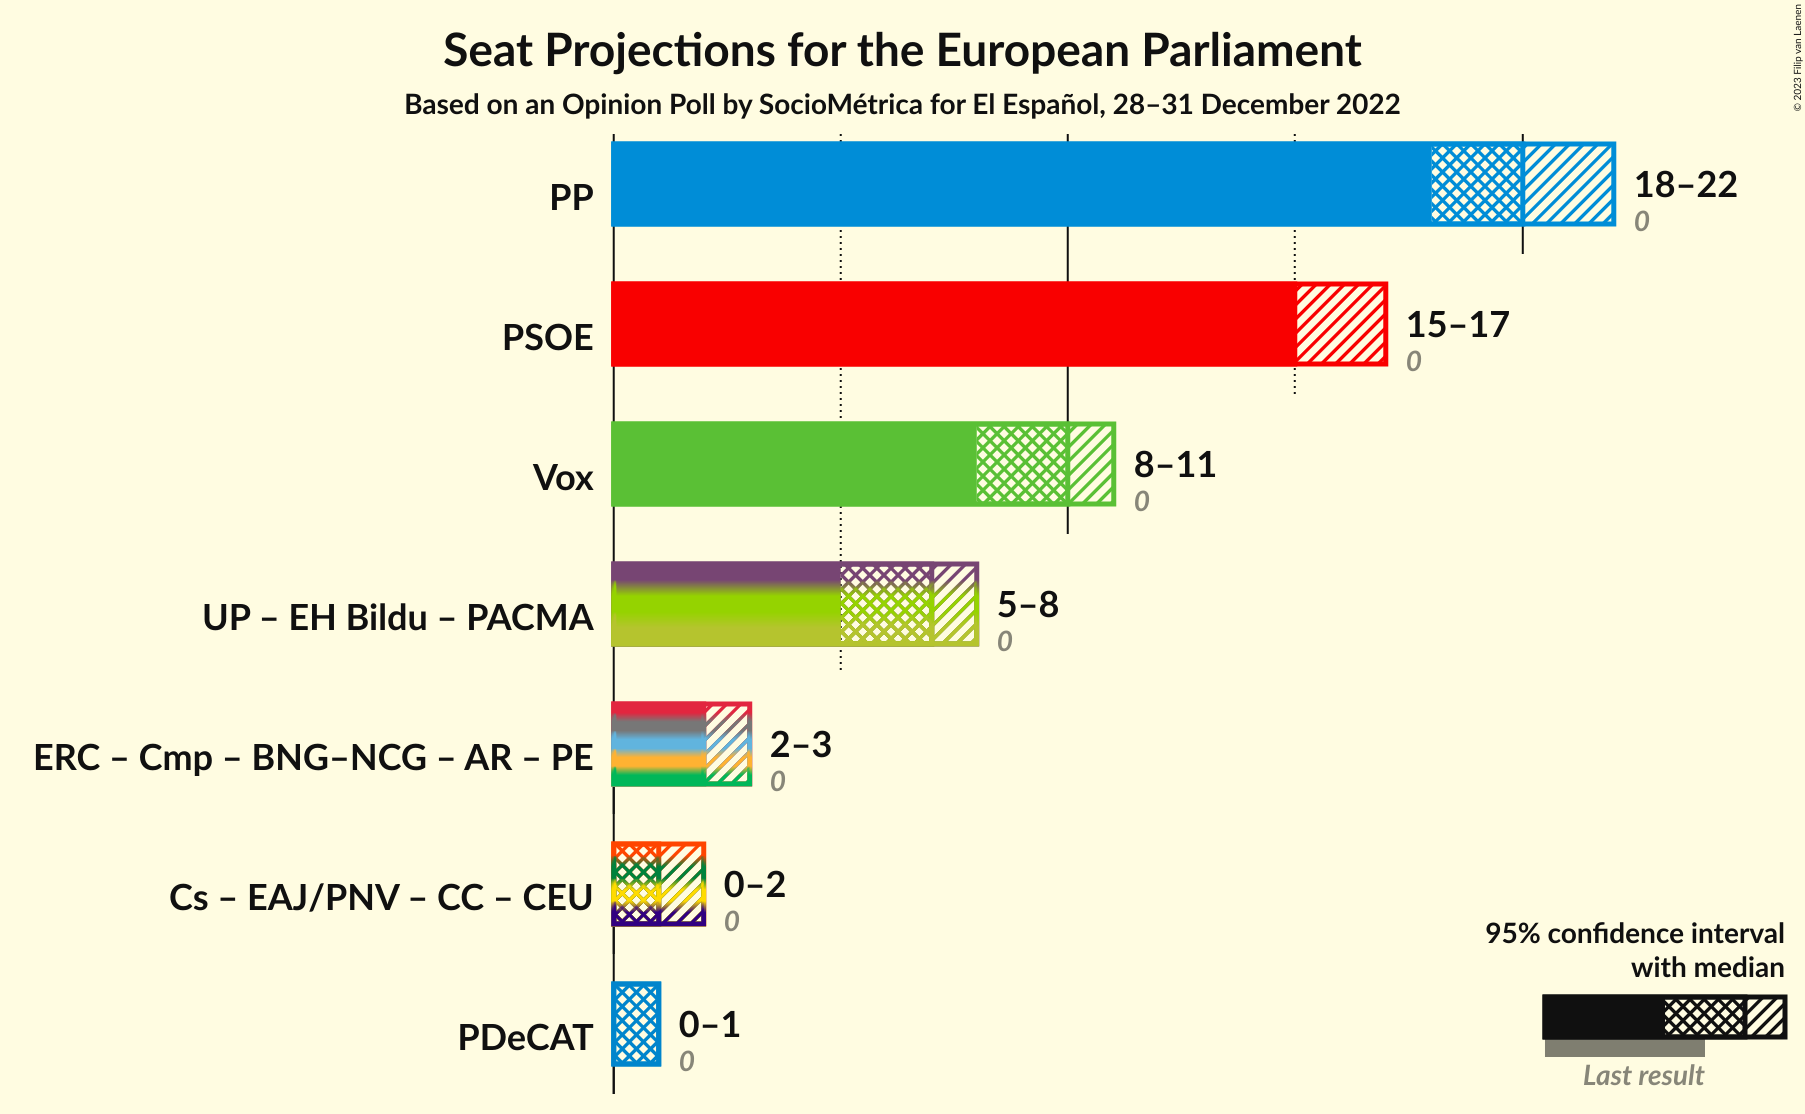 Seat Projections for the European Parliament
Based on an Opinion Poll by SocioMétrica for El Español, 28–31 December 2022
© 2023 Filip van Laenen
PP
18–22
0
PSOE
15–17
0
Vox
8–11
0
UP – EH Bildu – PACMA
5–8
0
ERC – Cmp – BNG–NCG – AR – PE
2–3
0
Cs – EAJ/PNV – CC – CEU
0–2
0
PDeCAT
0–1
0
95% confidence interval
with median
Last result